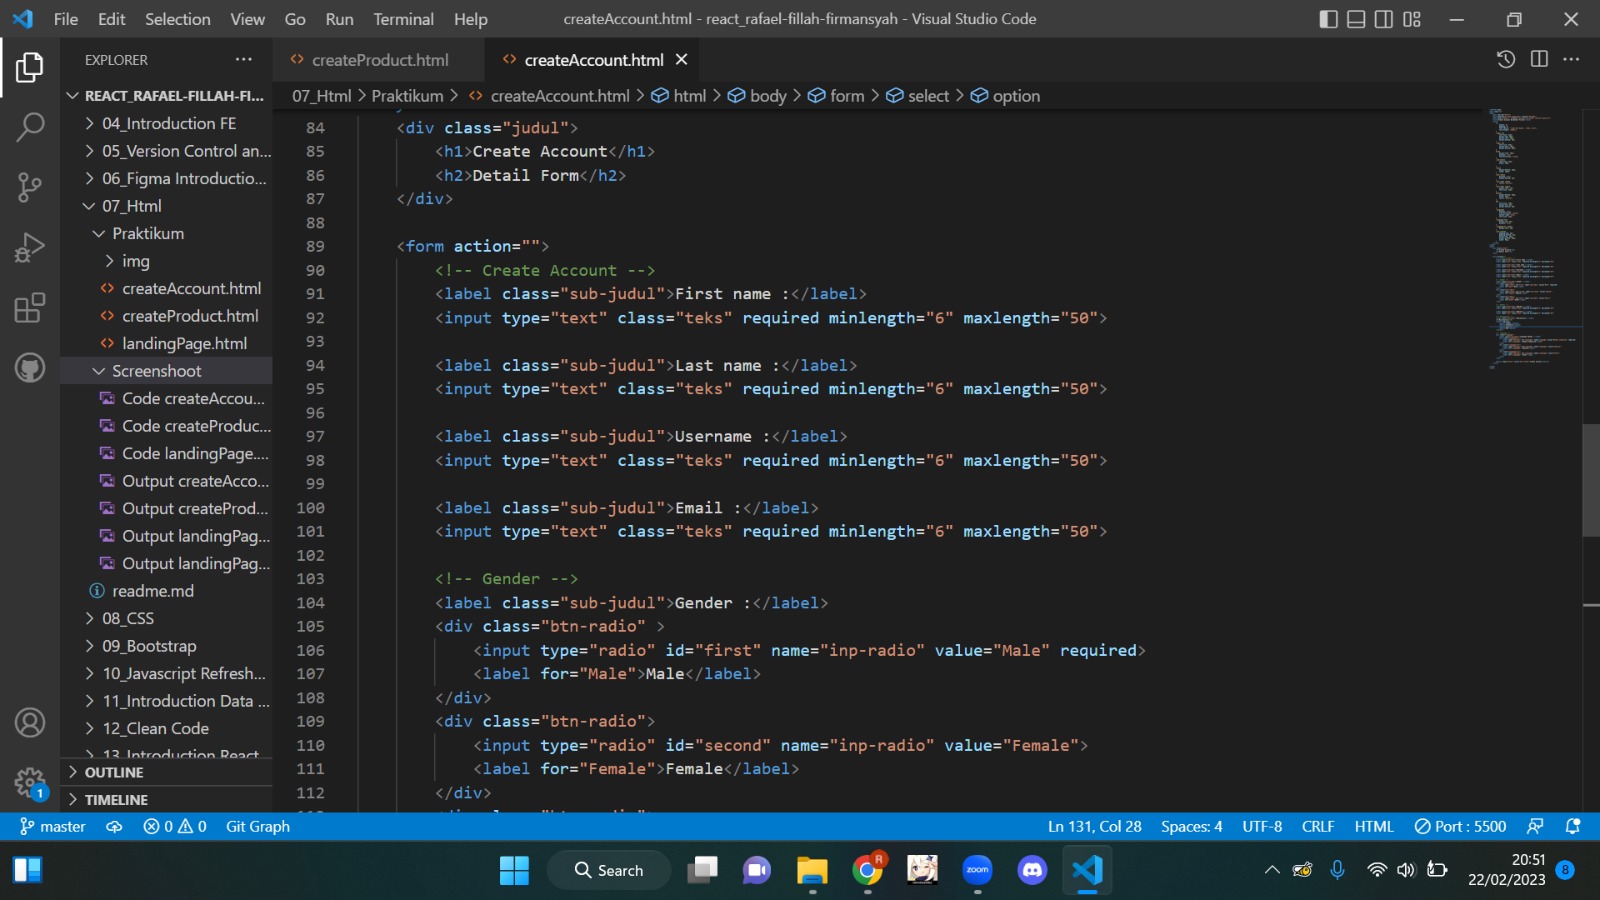 File Edit Selection View Go Run Terminal Help
createAccount.html - react_rafael-fillah-firmansyah - Visual Studio Code
EXPLORER
createProduct.html
createAccount.html
07_Html > Praktikum > createAccount.html > html > body > form > select > option
REACT_RAFAEL-FILLAH-FI...
04_Introduction FE
05_Version Control an...
06_Figma Introductio...
07_Html
Praktikum
img
createAccount.html
createProduct.html
landingPage.html
Screenshoot
Code createAccou...
Code createProduc...
Code landingPage....
Output createAcco...
Output createProd...
Output landingPag...
Output landingPag...
readme.md
08_CSS
09_Bootstrap
10_Javascript Refresh...
11_Introduction Data ...
12_Clean Code
13_Introduction React
OUTLINE
TIMELINE
84 <div class="judul">
85 <h1>Create Account</h1>
86 <h2>Detail Form</h2>
87 </div>
88
89 <form action="">
90 <!-- Create Account -->
91 <label class="sub-judul">First name :</label>
92 <input type="text" class="teks" required minlength="6" maxlength="50">
93
94 <label class="sub-judul">Last name :</label>
95 <input type="text" class="teks" required minlength="6" maxlength="50">
96
97 <label class="sub-judul">Username :</label>
98 <input type="text" class="teks" required minlength="6" maxlength="50">
99
100 <label class="sub-judul">Email :</label>
101 <input type="text" class="teks" required minlength="6" maxlength="50">
102
103 <!-- Gender -->
104 <label class="sub-judul">Gender :</label>
105 <div class="btn-radio" >
106 <input type="radio" id="first" name="inp-radio" value="Male" required>
107 <label for="Male">Male</label>
108 </div>
109 <div class="btn-radio">
110 <input type="radio" id="second" name="inp-radio" value="Female">
111 <label for="Female">Female</label>
112 </div>
1
master 0 0 Git Graph
Ln 131, Col 28 Spaces: 4 UTF-8 CRLF HTML Port : 5500
Search
R
zoom
20:51
22/02/2023
8